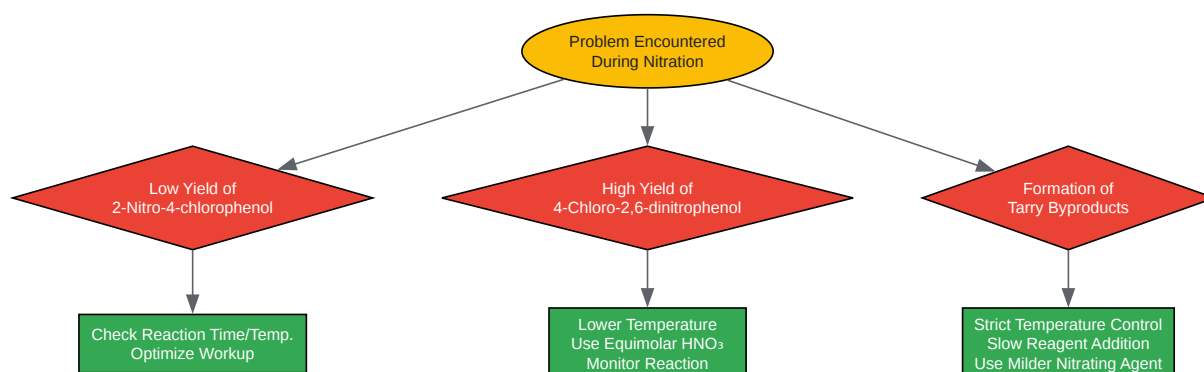 Problem Encountered
During Nitration
Low Yield of
2-Nitro-4-chlorophenol
High Yield of
4-Chloro-2,6-dinitrophenol
Formation of
Tarry Byproducts
Check Reaction Time/Temp.
Optimize Workup
Lower Temperature
Use Equimolar HNO₃
Monitor Reaction
Strict Temperature Control
Slow Reagent Addition
Use Milder Nitrating Agent